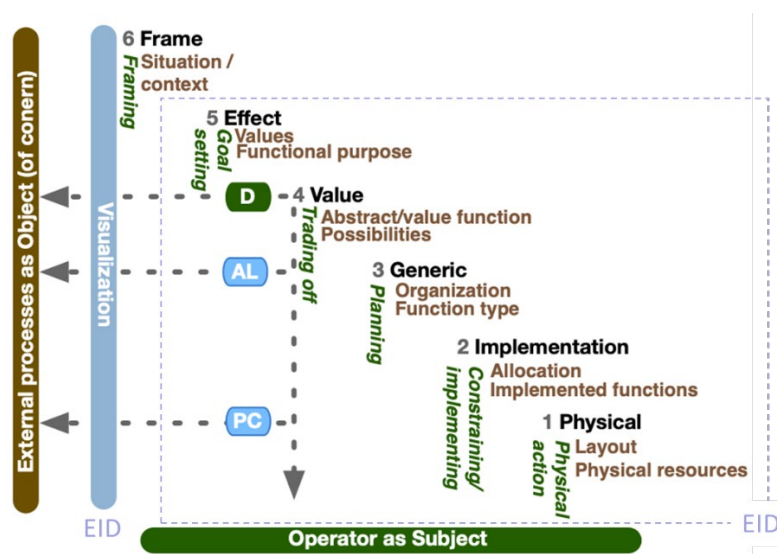 External processes as Object (of conern)
Visualization
6 Frame
Framing
Situation /
context
5 Effect
Goal
setting
Values
Functional purpose
D
4 Value
Trading off
Abstract/value function
Possibilities
AL
3 Generic
Planning
Organization
Function type
2 Implementation
Constraining/
implementing
Allocation
Implemented functions
PC
1 Physical
Physical
action
Layout
Physical resources
EID
EID
Operator as Subject